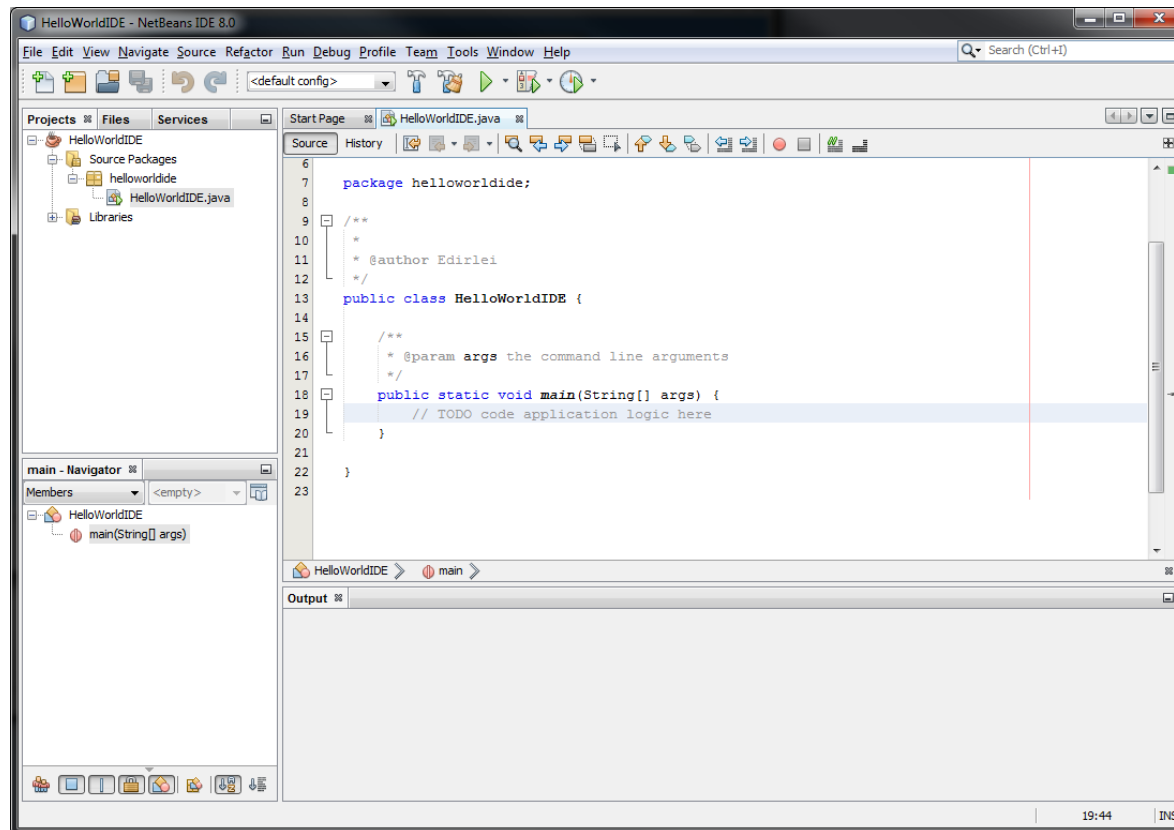 HelloWorldIDE - NetBeans IDE 8.0
File Edit View Navigate Source Refactor Run Debug Profile Team Tools Window Help
Search (Ctrl+I)
<default config>
Projects Files Services
HelloWorldIDE
Source Packages
helloworldide
HelloWorldIDE.java
Libraries
main - Navigator
Members <empty>
HelloWorldIDE
main(String[] args)
Start Page HelloWorldIDE.java
Source History
6
7 package helloworldide;
8
9 /**
10 *
11 * @author Edirlei
12 */
13 public class HelloWorldIDE {
14
15 /**
16 * @param args the command line arguments
17 */
18 public static void main(String[] args) {
19 // TODO code application logic here
20 }
21
22 }
23
HelloWorldIDE main
Output
19:44 INS